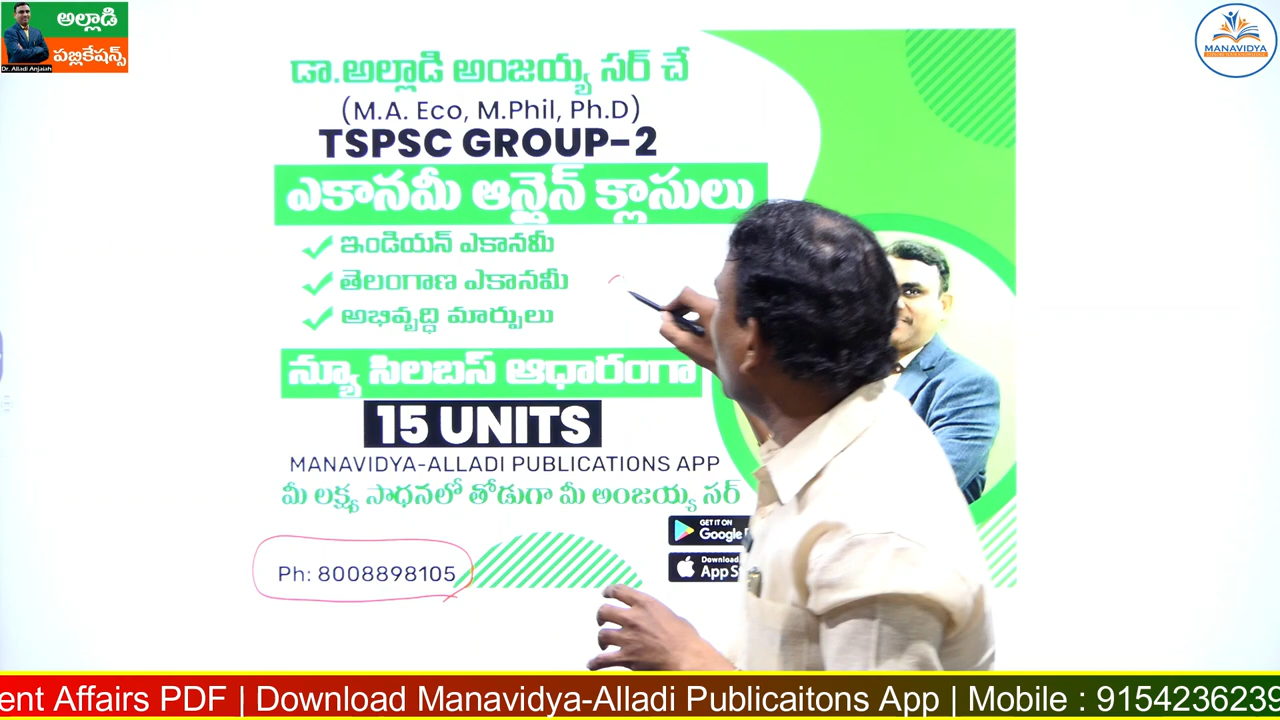 అల్లాడి
పబ్లికేషన్స్
Dr. Alladi Anjaiah
MANAVIDYA
డా.అల్లాడి అంజయ్య సర్ చే
(M.A. Eco, M.Phil, Ph.D)
TSPSC GROUP-2
ఎకానమీ ఆన్లైన్ క్లాసులు
ఇండియన్ ఎకానమీ
తెలంగాణ ఎకానమీ
అభివృద్ధి మార్పులు
న్యూ సిలబస్ ఆధారంగా
15 UNITS
MANAVIDYA-ALLADI PUBLICATIONS APP
మీ లక్ష్య సాధనలో తోడుగా మీ అంజయ్య సర్
GET IT ON
Google
Download
App S
Ph: 8008898105
ent Affairs PDF | Download Manavidya-Alladi Publicaitons App | Mobile : 9154236239